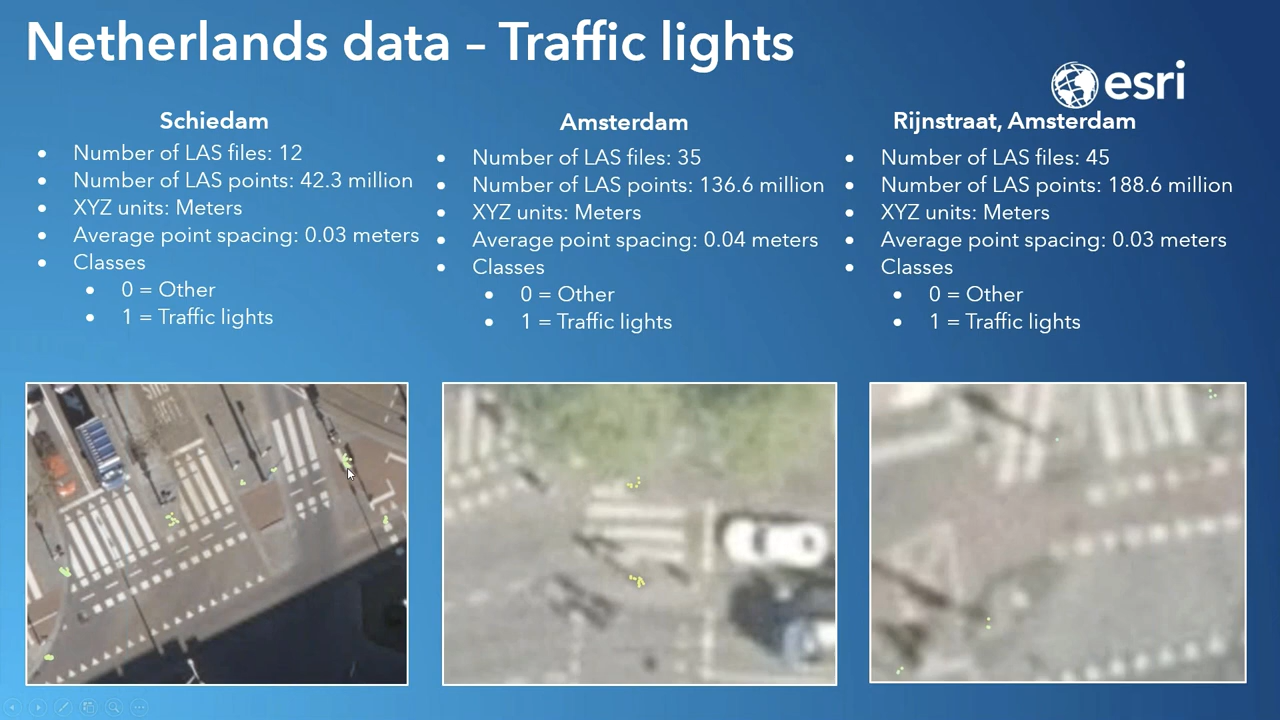 Netherlands data – Traffic lights
esri
Schiedam
• Number of LAS files: 12
• Number of LAS points: 42.3 million
• XYZ units: Meters
• Average point spacing: 0.03 meters
• Classes
• 0 = Other
• 1 = Traffic lights
Amsterdam
• Number of LAS files: 35
• Number of LAS points: 136.6 million
• XYZ units: Meters
• Average point spacing: 0.04 meters
• Classes
• 0 = Other
• 1 = Traffic lights
Rijnstraat, Amsterdam
• Number of LAS files: 45
• Number of LAS points: 188.6 million
• XYZ units: Meters
• Average point spacing: 0.03 meters
• Classes
• 0 = Other
• 1 = Traffic lights